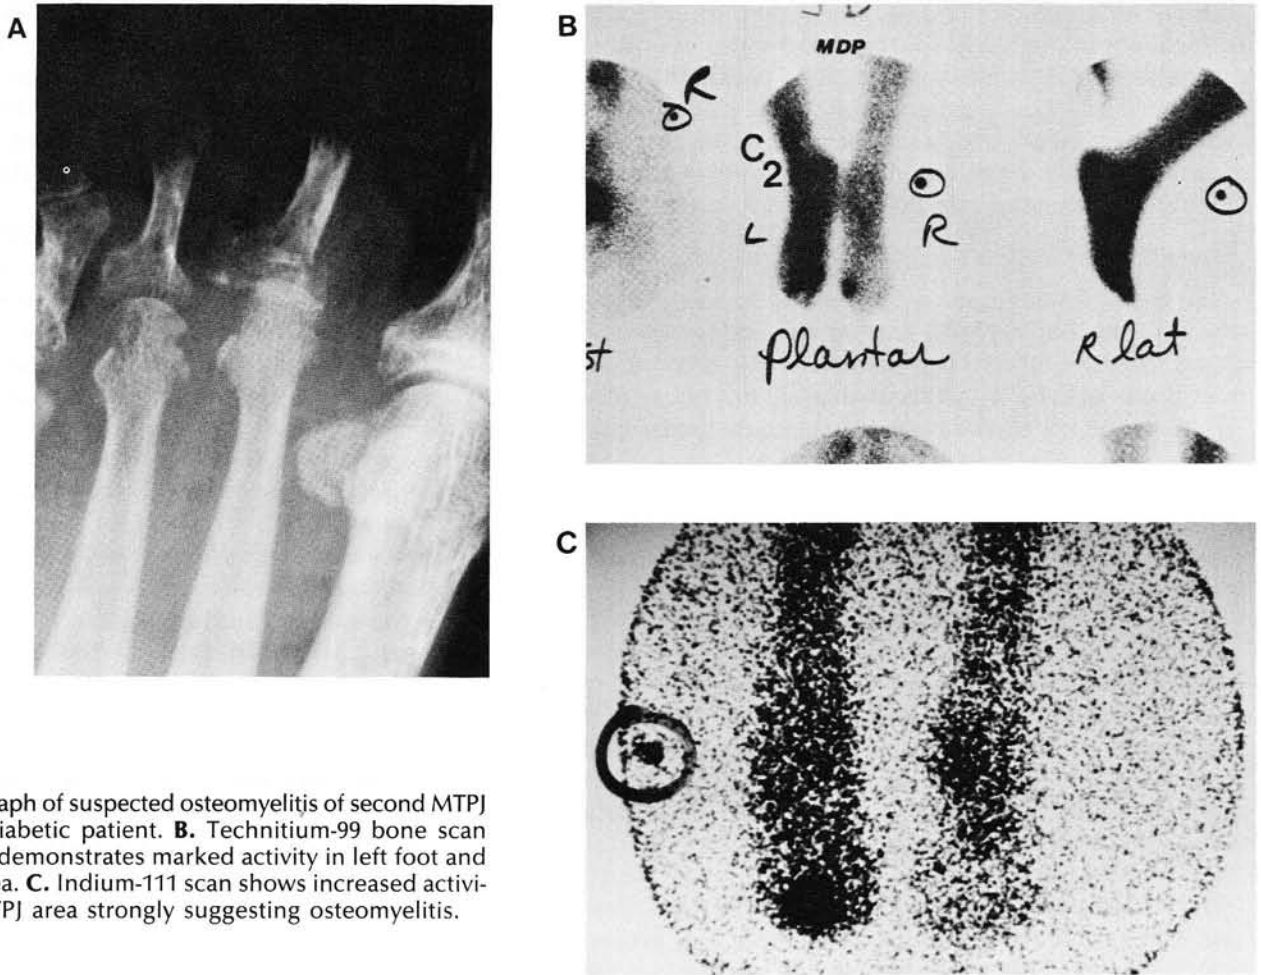 A
B
MDP
R
C2
L
R
st
plantar
R lat
C
aph of suspected osteomyelitis of second MTPJ
iabetic patient. B. Technitium-99 bone scan
demonstrates marked activity in left foot and
a. C. Indium-111 scan shows increased activi-
TPJ area strongly suggesting osteomyelitis.